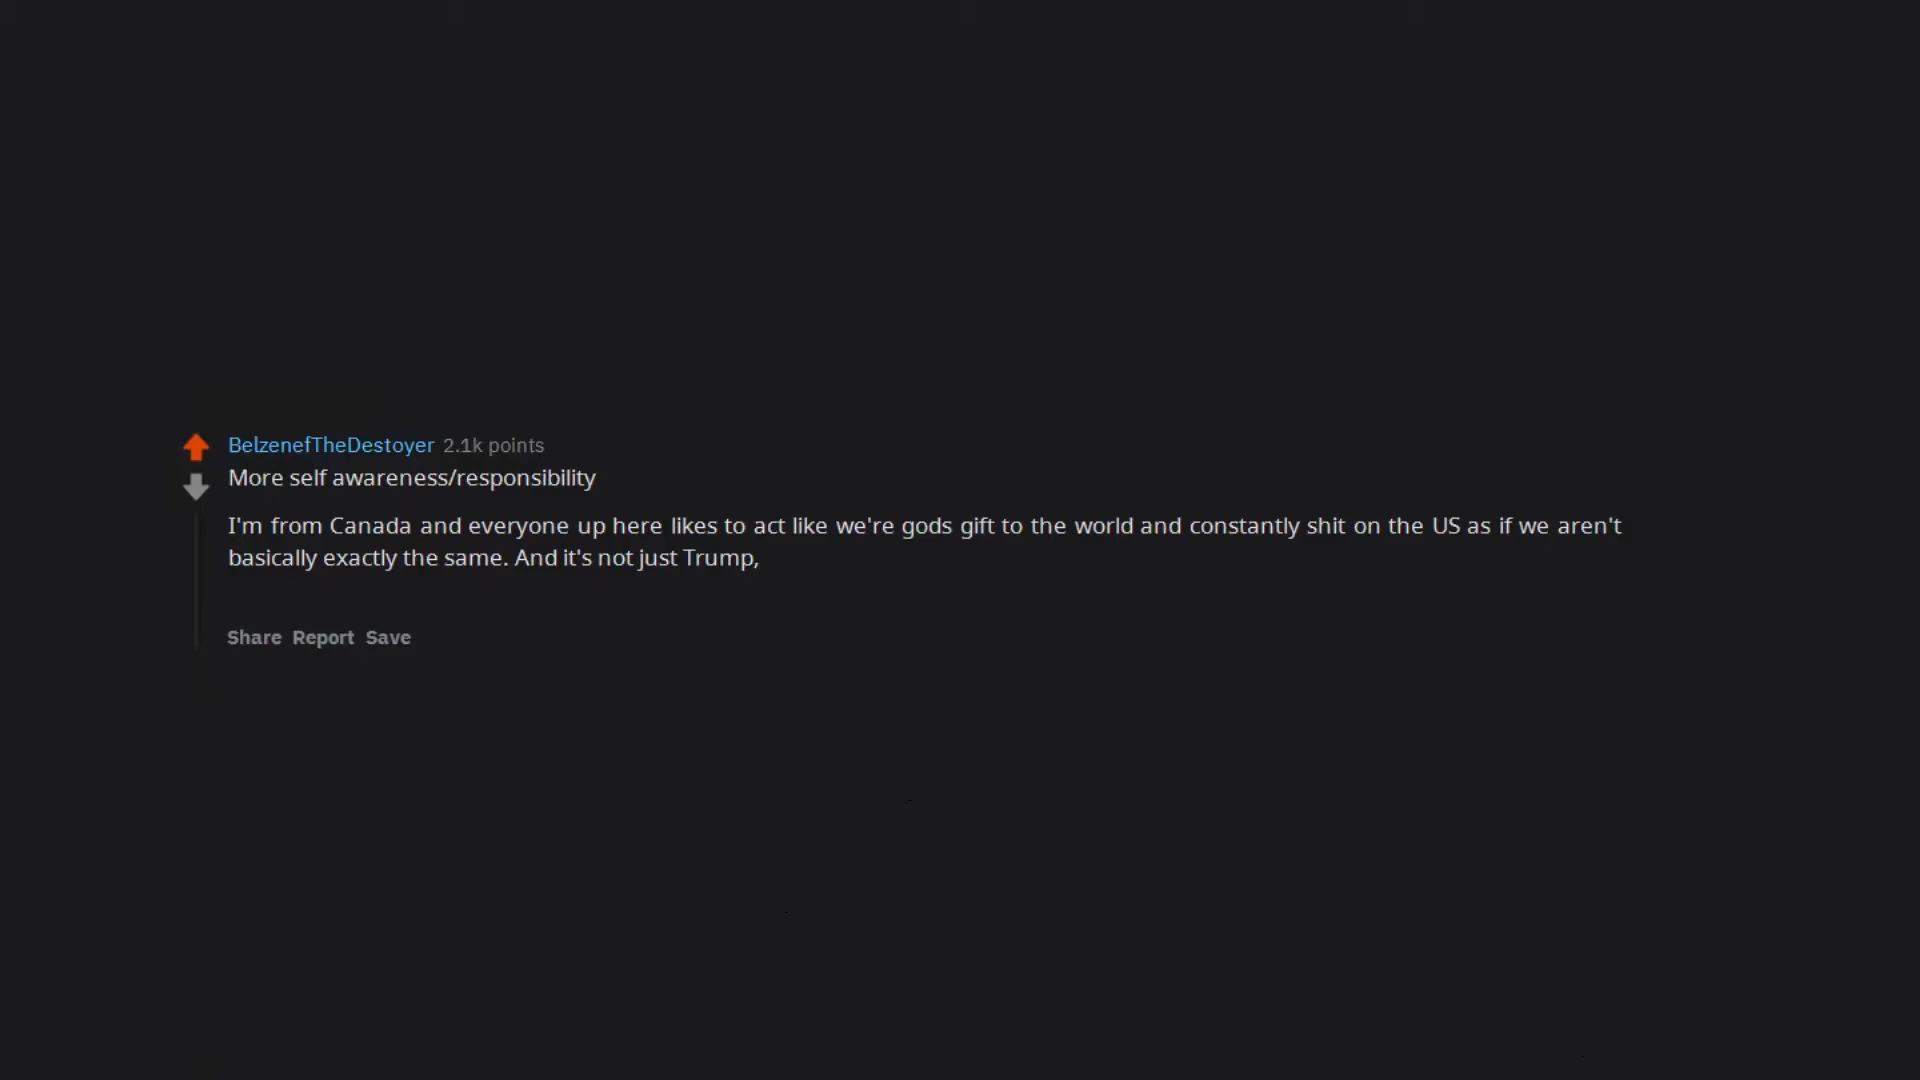 BelzenefTheDestoyer 2.1k points
More self awareness/responsibility
I'm from Canada and everyone up here likes to act like we're gods gift to the world and constantly shit on the US as if we aren't
basically exactly the same. And it's not just Trump,
Share Report Save